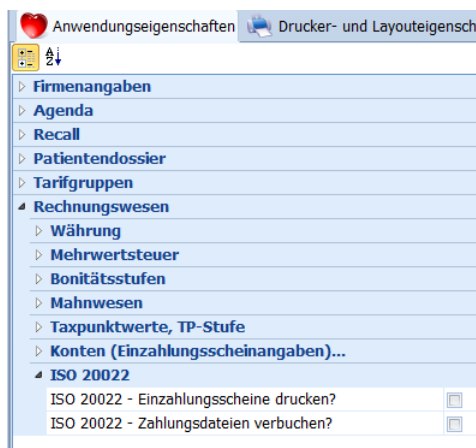 Anwendungseigenschaften Drucker- und Layouteigensch
A
Z
Firmenangaben
Agenda
Recall
Patientendossier
Tarifgruppen
Rechnungswesen
Währung
Mehrwertsteuer
Bonitätsstufen
Mahnwesen
Taxpunktwerte, TP-Stufe
Konten (Einzahlungsscheinangaben)...
ISO 20022
ISO 20022 - Einzahlungsscheine drucken?
ISO 20022 - Zahlungsdateien verbuchen?